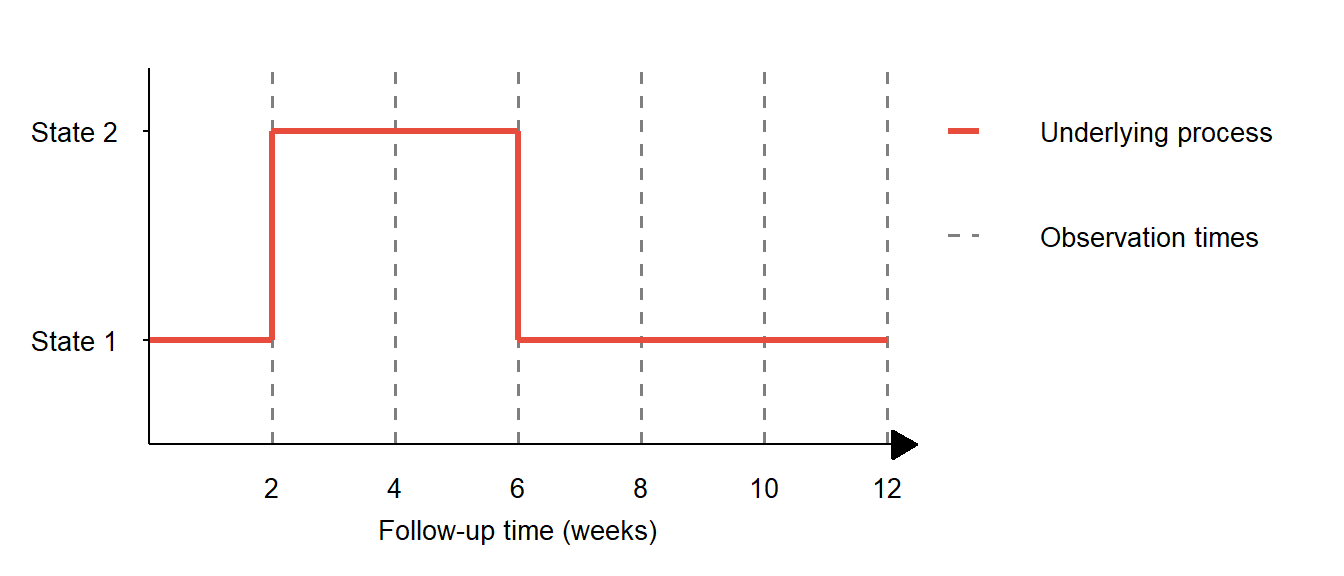 State 2
Underlying process
Observation times
State 1
2 4 6 8 10 12
Follow-up time (weeks)